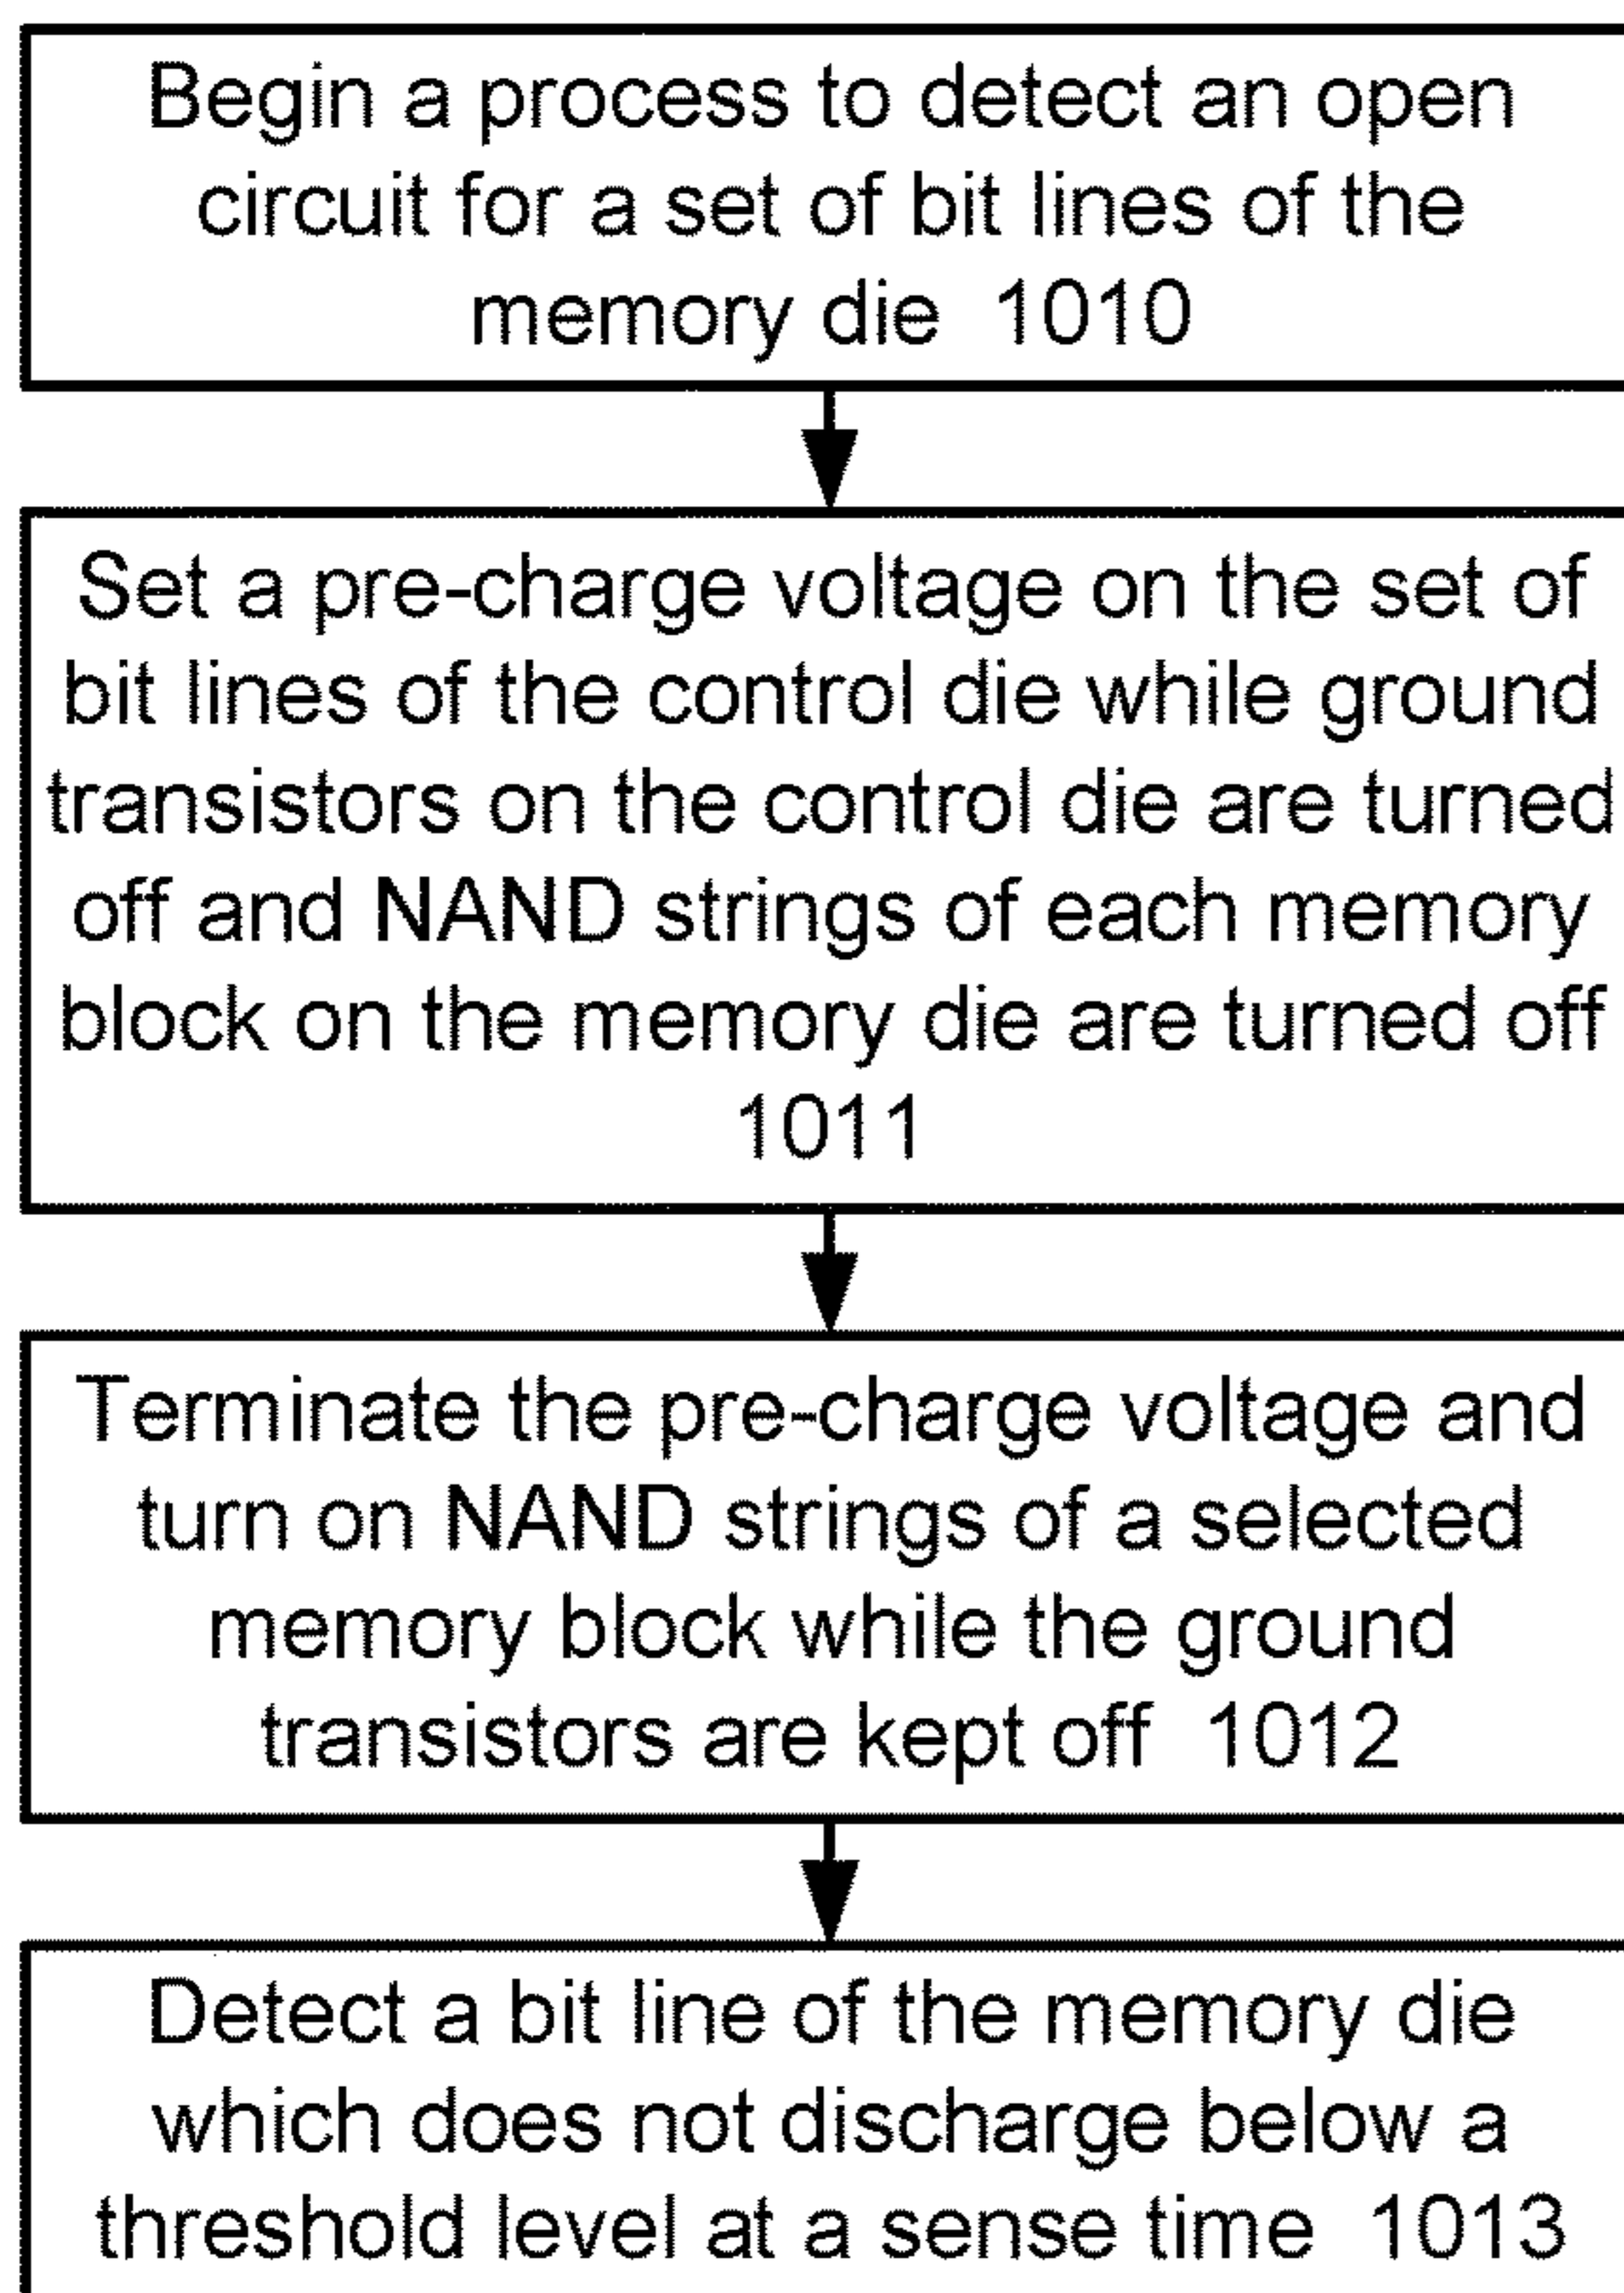 Begin a process to detect an open
circuit for a set of bit lines of the
memory die 1010
Set a pre-charge voltage on the set of
bit lines of the control die while ground
transistors on the control die are turned
off and NAND strings of each memory
block on the memory die are turned off
1011
Terminate the pre-charge voltage and
turn on NAND strings of a selected
memory block while the ground
transistors are kept off 1012
Detect a bit line of the memory die
which does not discharge below a
threshold level at a sense time 1013